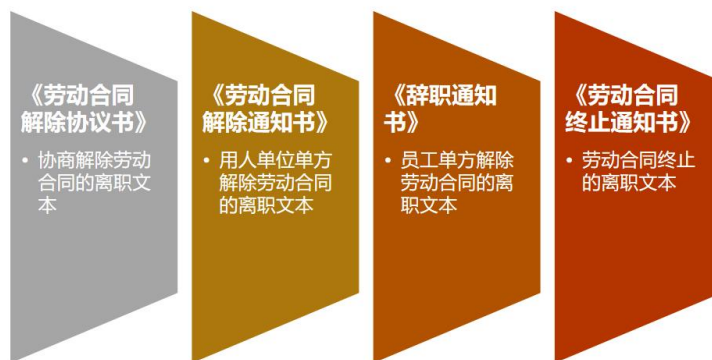 《劳动合同
解除协议书》
• 协商解除劳动
合同的离职文
本
《劳动合同
解除通知书》
• 用人单位单方
解除劳动合同
的离职文本
《辞职通知
书》
• 员工单方解除
劳动合同的离
职文本
《劳动合同
终止通知书》
• 劳动合同终止
的离职文本